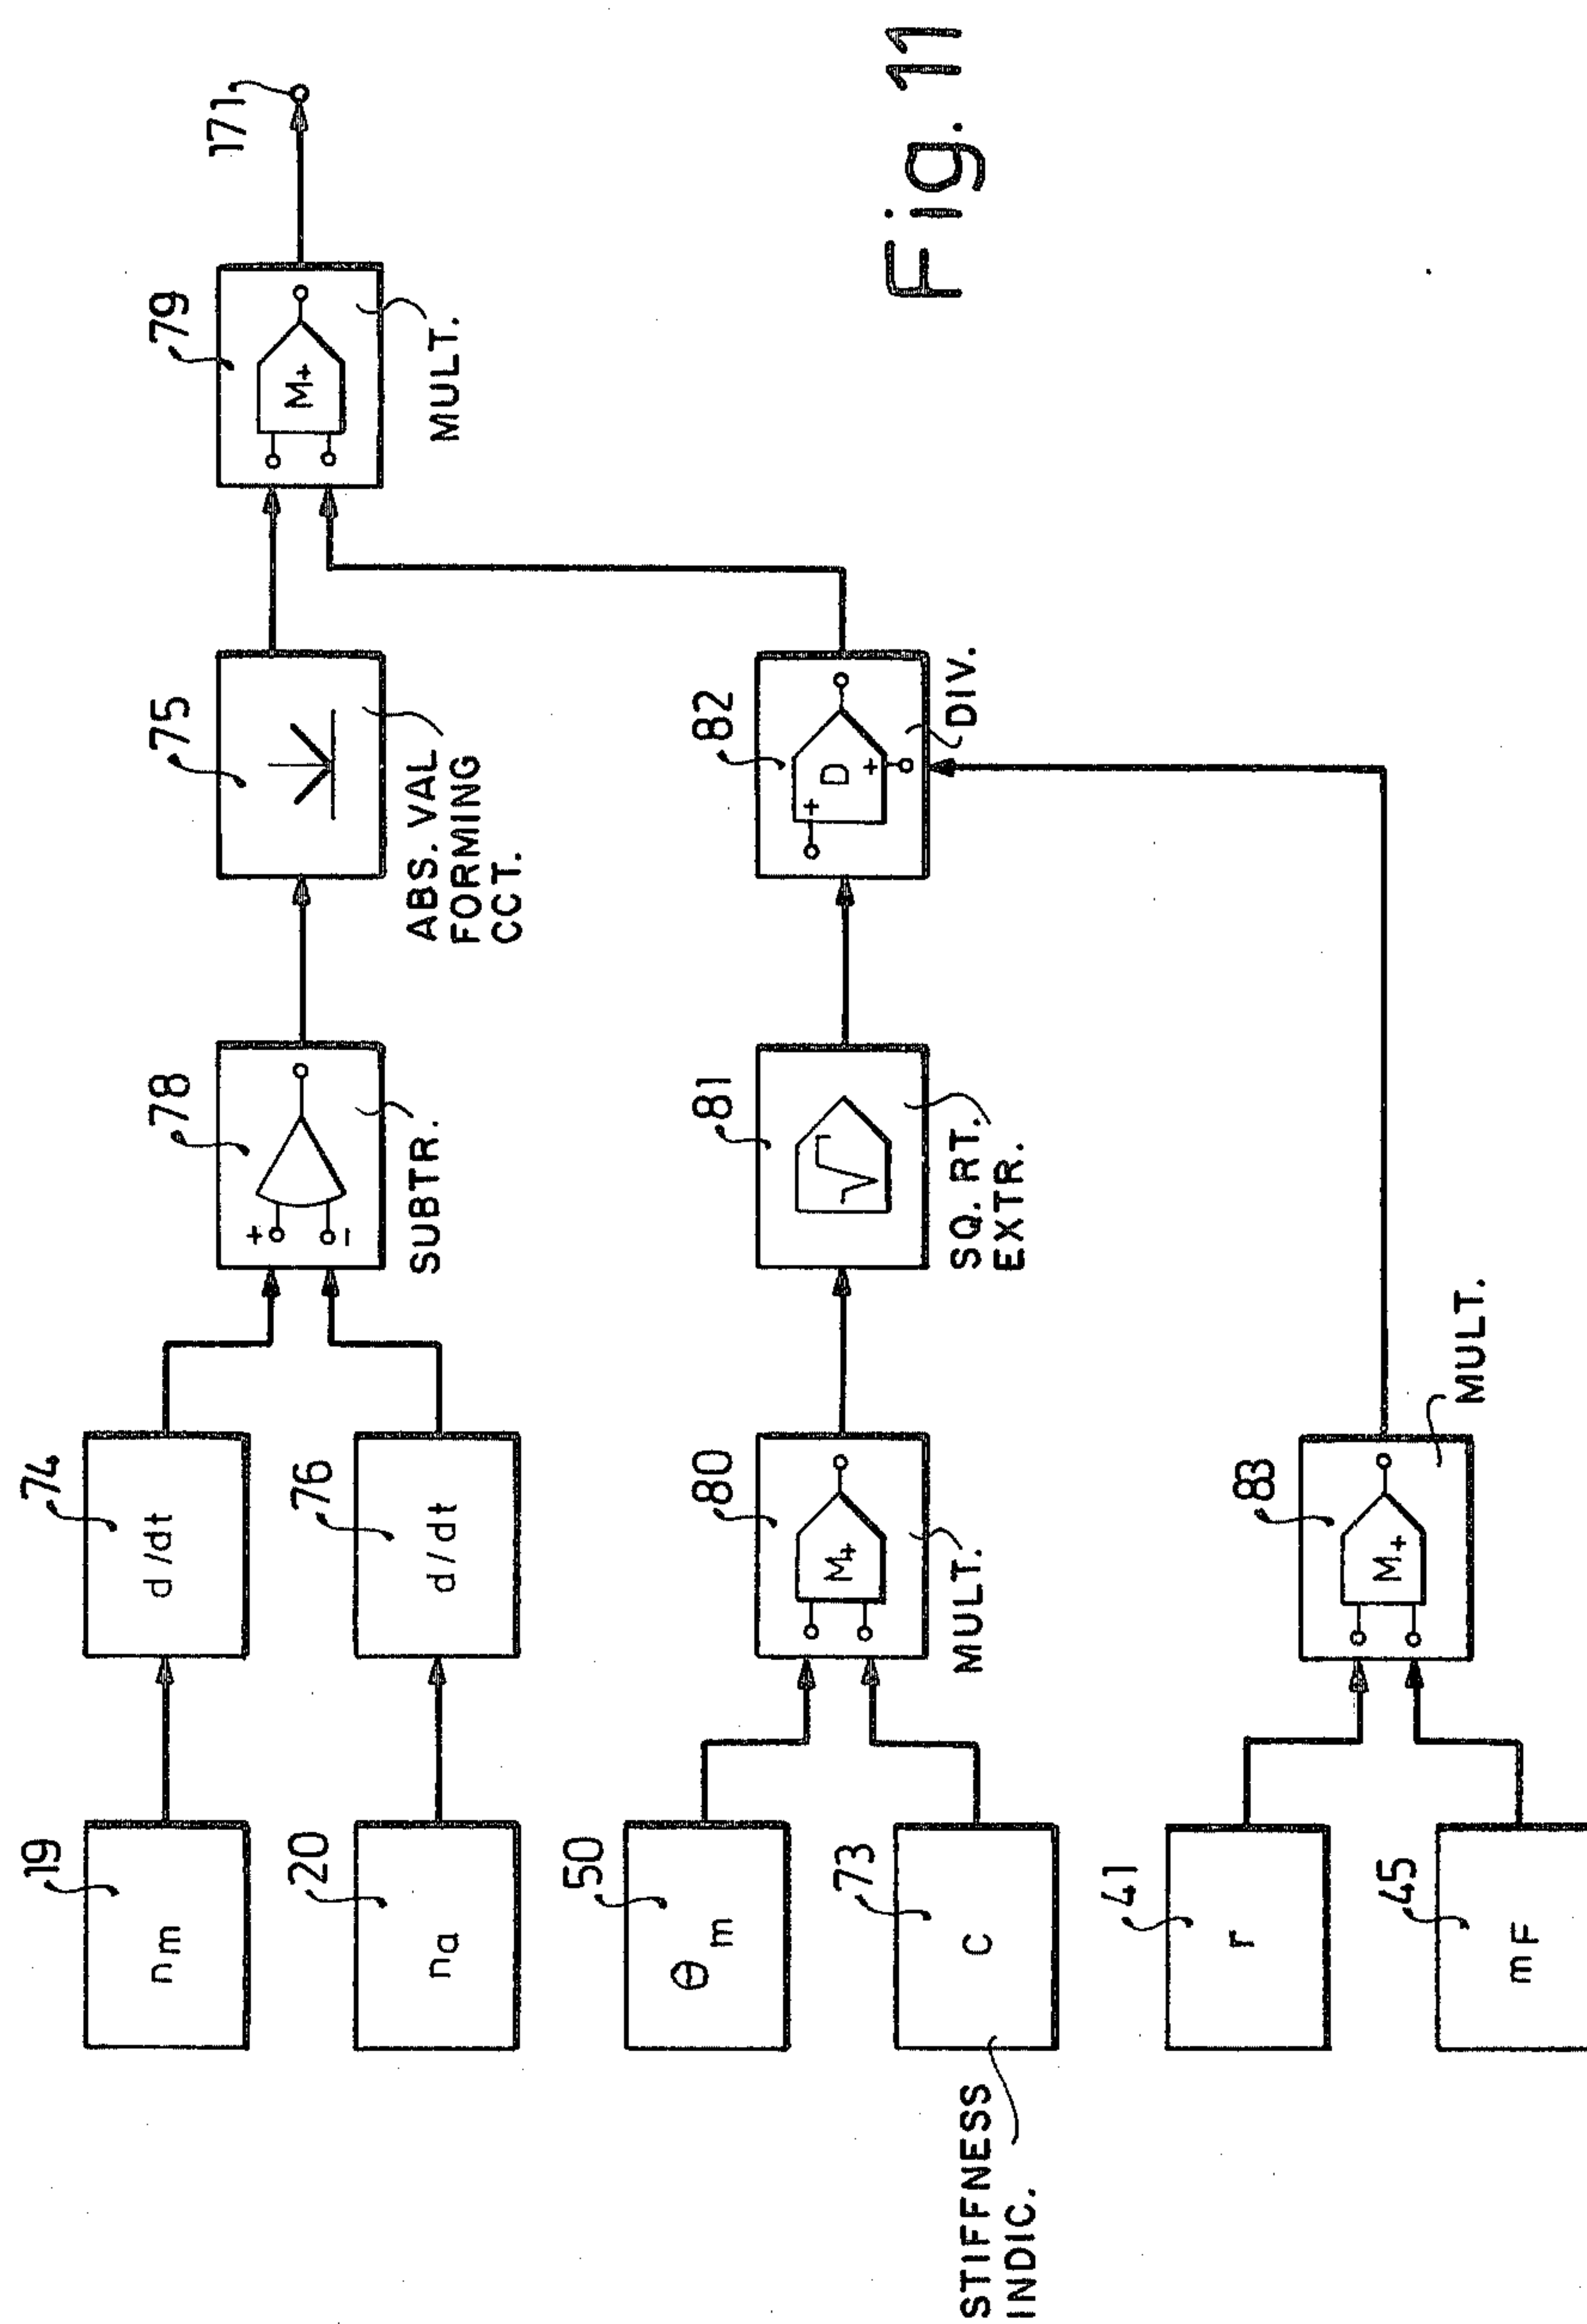 19
nm
74
d/dt
20
na
76
d/dt
78
+
−
SUBTR.
75
ABS. VAL
FORMING
CCT.
79
M+
MULT.
171
50
θm
73
C
STIFFNESS
INDIC.
80
M+
MULT.
81
√
SQ. RT.
EXTR.
82
+
D
+
DIV.
41
r
45
mF
83
M+
MULT.
Fig. 11